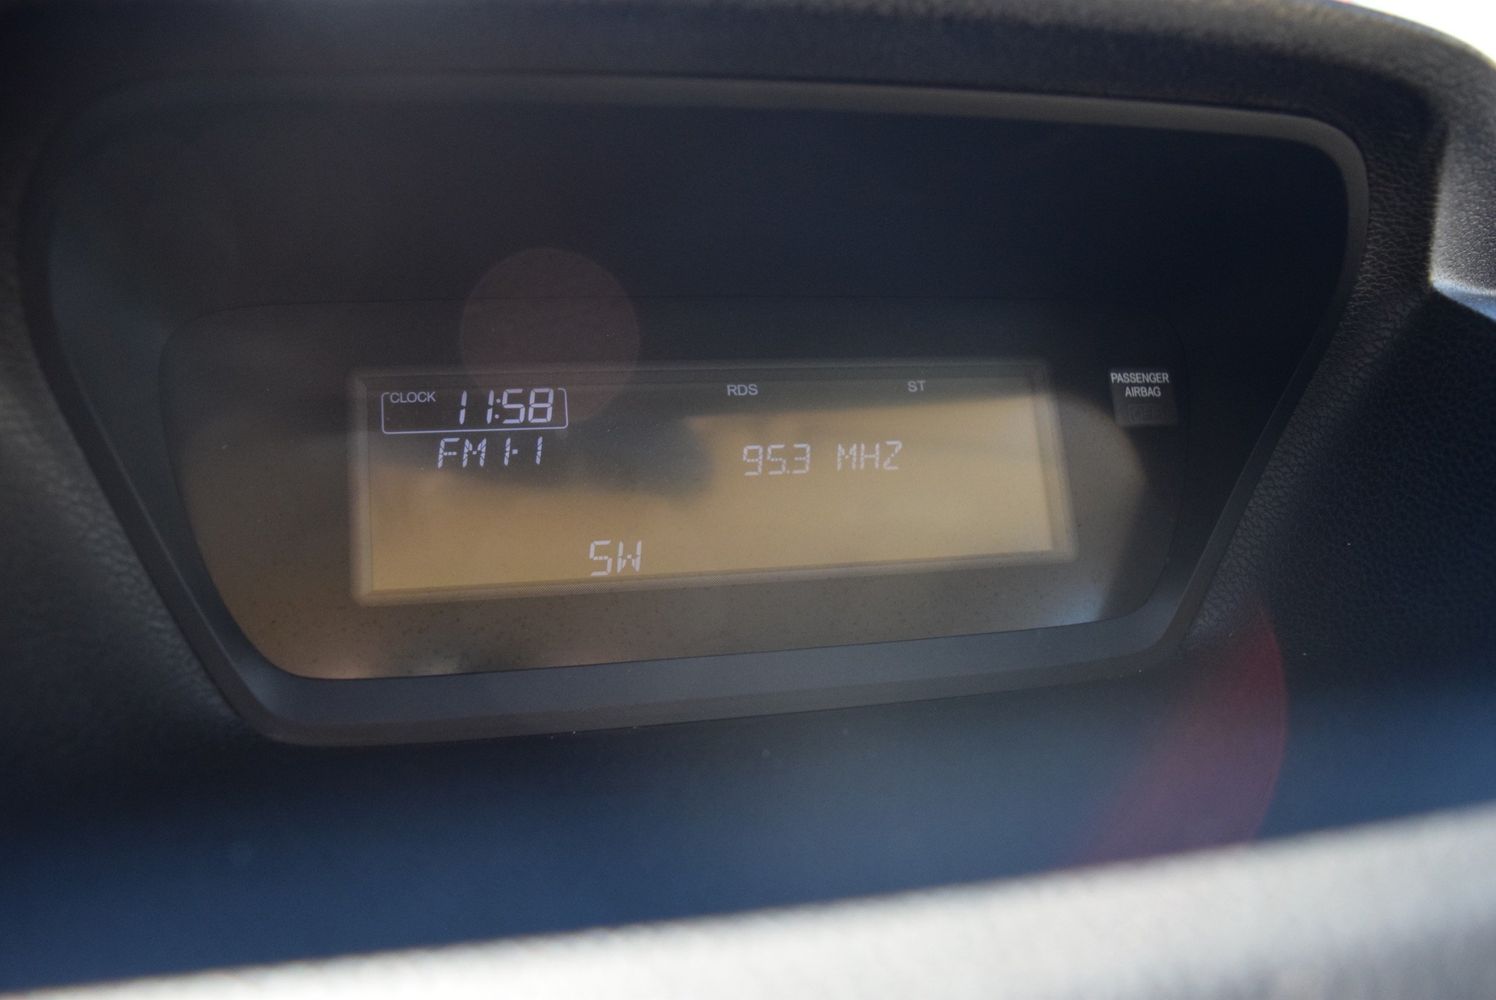 CLOCK 11:58 RDS ST
FM1-1 95.3 MHZ
SW
PASSENGER
AIRBAG